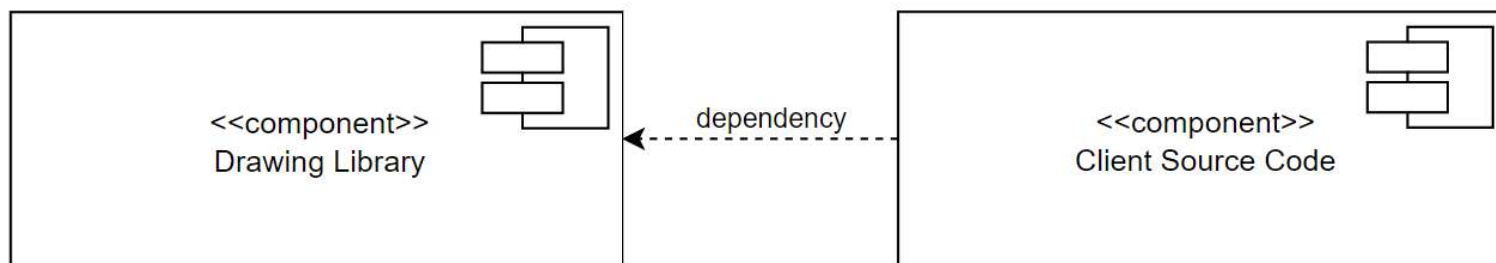 <<component>>
Drawing Library
dependency
<<component>>
Client Source Code